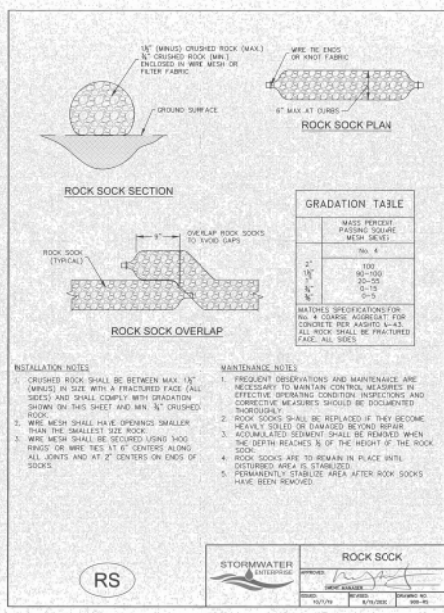 1½" (MINUS) CRUSHED ROCK (MAX.)
¾" CRUSHED ROCK (MIN.)
ENCLOSED IN WIRE MESH OR
FILTER FABRIC
GROUND SURFACE
ROCK SOCK SECTION
WIRE TIE ENDS
OR KNOT FABRIC
6" MAX AT CURBS
ROCK SOCK PLAN
9"
OVERLAP ROCK SOCKS
TO AVOID GAPS
ROCK SOCK
(TYPICAL)
ROCK SOCK OVERLAP
GRADATION TABLE
MASS PERCENT
PASSING SQUARE
MESH SIEVES
No. 4
2" 100
1½" 90-100
1" 20-55
¾" 0-15
⅜" 0-5
MATCHES SPECIFICATIONS FOR
No. 4 COARSE AGGREGATE FOR
CONCRETE PER AASHTO M-43.
ALL ROCK SHALL BE FRACTURED
FACE, ALL SIDES
INSTALLATION NOTES
1. CRUSHED ROCK SHALL BE BETWEEN MAX. 1½"
(MINUS) IN SIZE WITH A FRACTURED FACE (ALL
SIDES) AND SHALL COMPLY WITH GRADATION
SHOWN ON THIS SHEET AND MIN. ¾" CRUSHED
ROCK.
2. WIRE MESH SHALL HAVE OPENINGS SMALLER
THAN THE SMALLEST SIZE ROCK.
3. WIRE MESH SHALL BE SECURED USING "HOG
RINGS" OR WIRE TIES AT 6" CENTERS ALONG
ALL JOINTS AND AT 2" CENTERS ON ENDS OF
SOCKS.
MAINTENANCE NOTES
1. FREQUENT OBSERVATIONS AND MAINTENANCE ARE
NECESSARY TO MAINTAIN CONTROL MEASURES IN
EFFECTIVE OPERATING CONDITION. INSPECTIONS AND
CORRECTIVE MEASURES SHOULD BE DOCUMENTED
THOROUGHLY.
2. ROCK SOCKS SHALL BE REPLACED IF THEY BECOME
HEAVILY SOILED OR DAMAGED BEYOND REPAIR.
3. ACCUMULATED SEDIMENT SHALL BE REMOVED WHEN
THE DEPTH REACHES ½ OF THE HEIGHT OF THE ROCK
SOCK.
4. ROCK SOCKS ARE TO REMAIN IN PLACE UNTIL
DISTURBED AREA IS STABILIZED.
5. PERMANENTLY STABILIZE AREA AFTER ROCK SOCKS
HAVE BEEN REMOVED.
RS
STORMWATER
ENTERPRISE
ROCK SOCK
APPROVED:
SWENT MANAGER
ISSUED:
REVISED:
DRAWING NO.